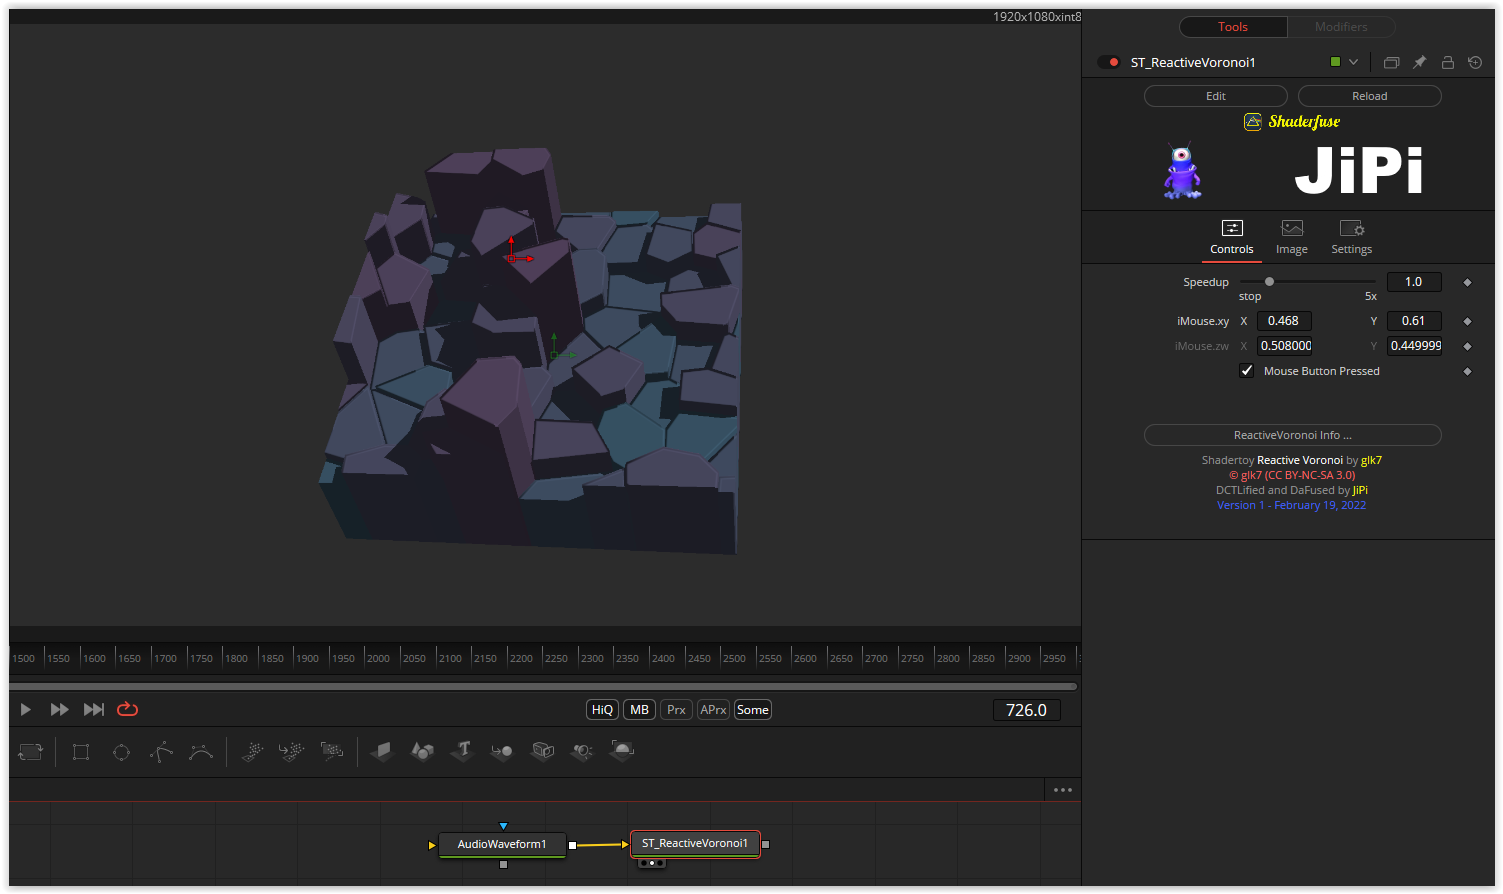 1920x1080xint8
Tools Modifiers
ST_ReactiveVoronoi1
Edit Reload
Shaderfuse
JiPi
Controls Image Settings
Speedup 1.0
stop 5x
iMouse.xy X 0.468 Y 0.61
iMouse.zw X 0.508000 Y 0.449999
Mouse Button Pressed
ReactiveVoronoi Info ...
Shadertoy Reactive Voronoi by glk7
© glk7 (CC BY-NC-SA 3.0)
DCTLified and DaFused by JiPi
Version 1 - February 19, 2022
1500 1550 1600 1650 1700 1750 1800 1850 1900 1950 2000 2050 2100 2150 2200 2250 2300 2350 2400 2450 2500 2550 2600 2650 2700 2750 2800 2850 2900 2950
HiQ MB Prx APrx Some 726.0
T
AudioWaveform1 ST_ReactiveVoronoi1